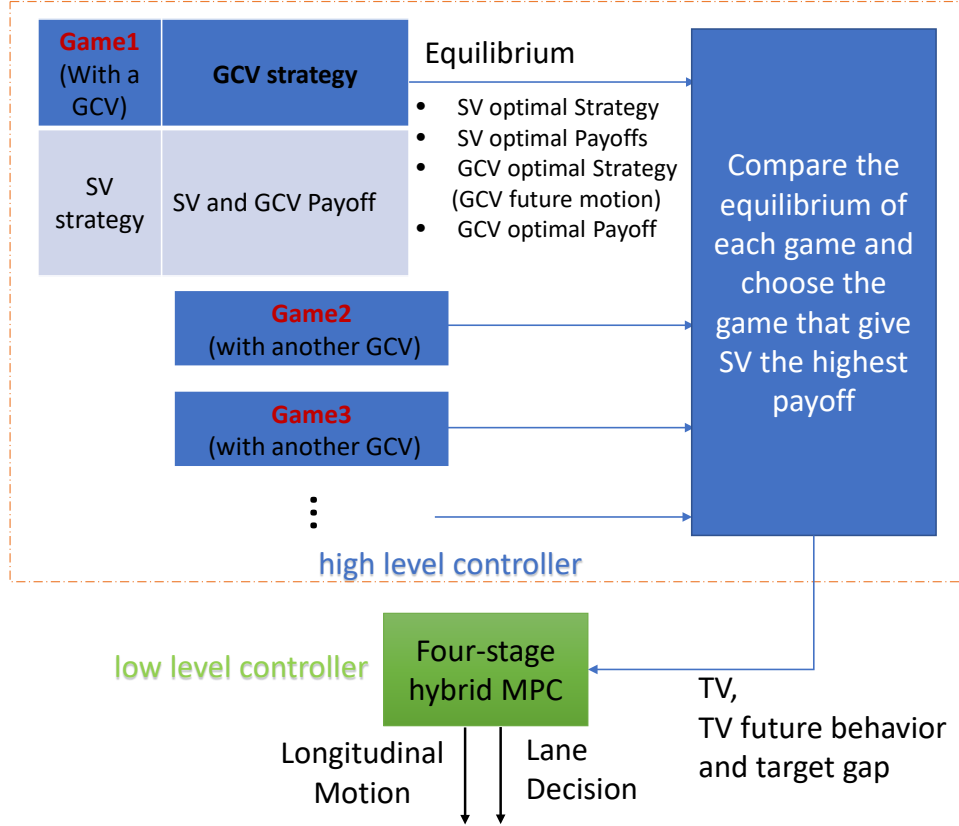 Game1
(With a
GCV)
GCV strategy
SV
strategy
SV and GCV Payoff
Equilibrium
• SV optimal Strategy
• SV optimal Payoffs
• GCV optimal Strategy
(GCV future motion)
• GCV optimal Payoff
Game2
(with another GCV)
Game3
(with another GCV)
⋮
Compare the
equilibrium of
each game and
choose the
game that give
SV the highest
payoff
high level controller
low level controller
Four-stage
hybrid MPC
TV,
TV future behavior
and target gap
Longitudinal
Motion
Lane
Decision